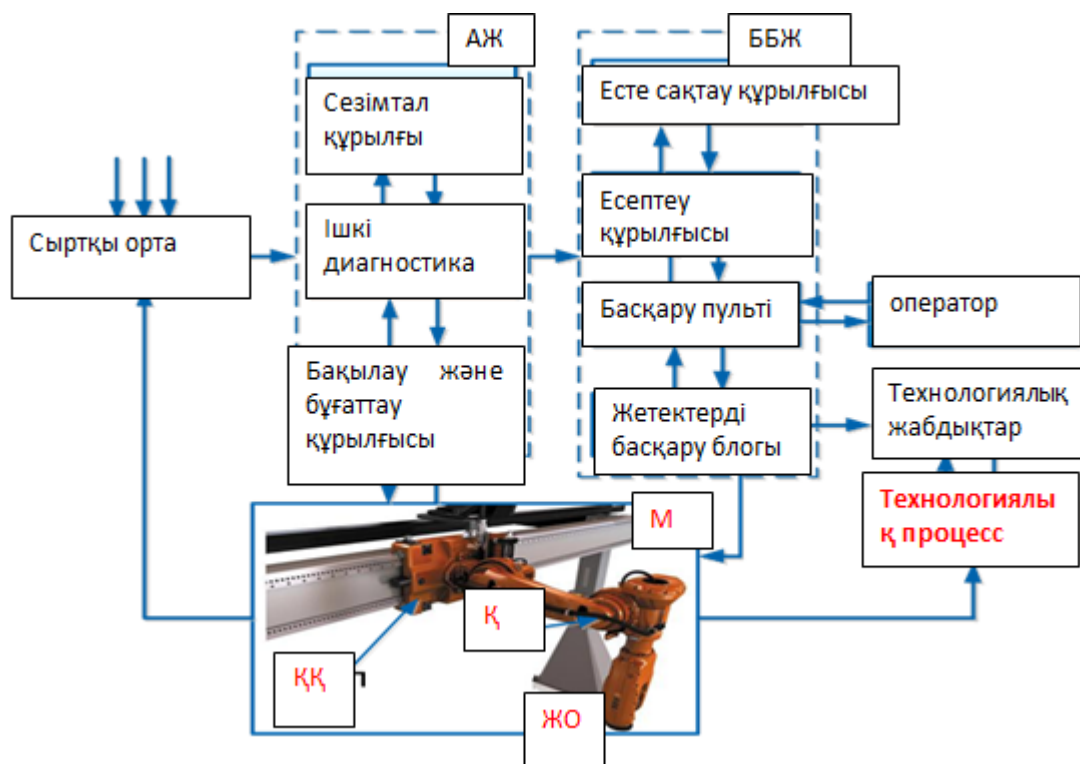 АЖ
ББЖ
Сезімтал
құрылғы
Есте сақтау құрылғысы
Сыртқы орта
Ішкі
диагностика
Есептеу
құрылғысы
Басқару пульті
оператор
Бақылау және
бұғаттау
құрылғысы
Жетектерді
басқару блогы
Технологиялық
жабдықтар
Технологиялы
қ процесс
М
Қ
ҚҚ
ЖО